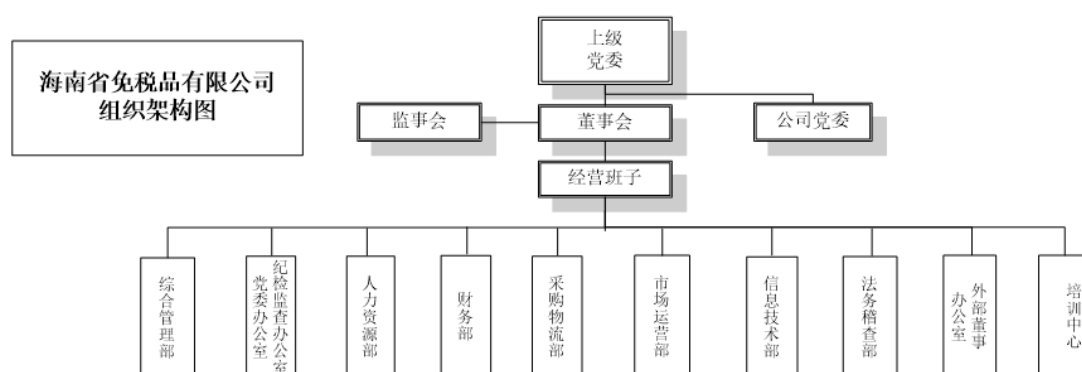 海南省免税品有限公司
组织架构图
上级
党委
监事会
董事会
公司党委
经营班子
综合管理部
纪检监查办公室
党委办公室
人力资源部
财务部
采购物流部
市场运营部
信息技术部
法务稽查部
外部董事
办公室
培训中心